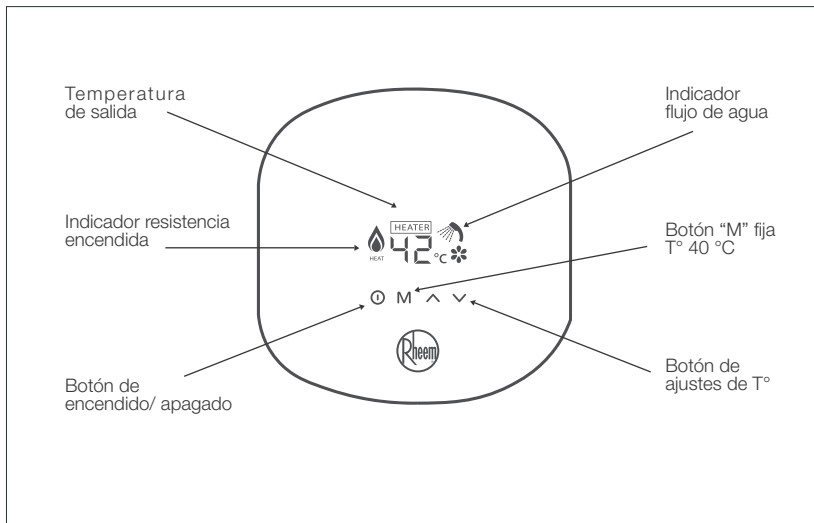 Temperatura
de salida
Indicador
flujo de agua
Indicador resistencia
encendida
HEATER
HEAT
42 °C
Botón “M” fija
T° 40 °C
M
Rheem
Botón de
encendido/ apagado
Botón de
ajustes de T°